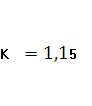 K = 1,15